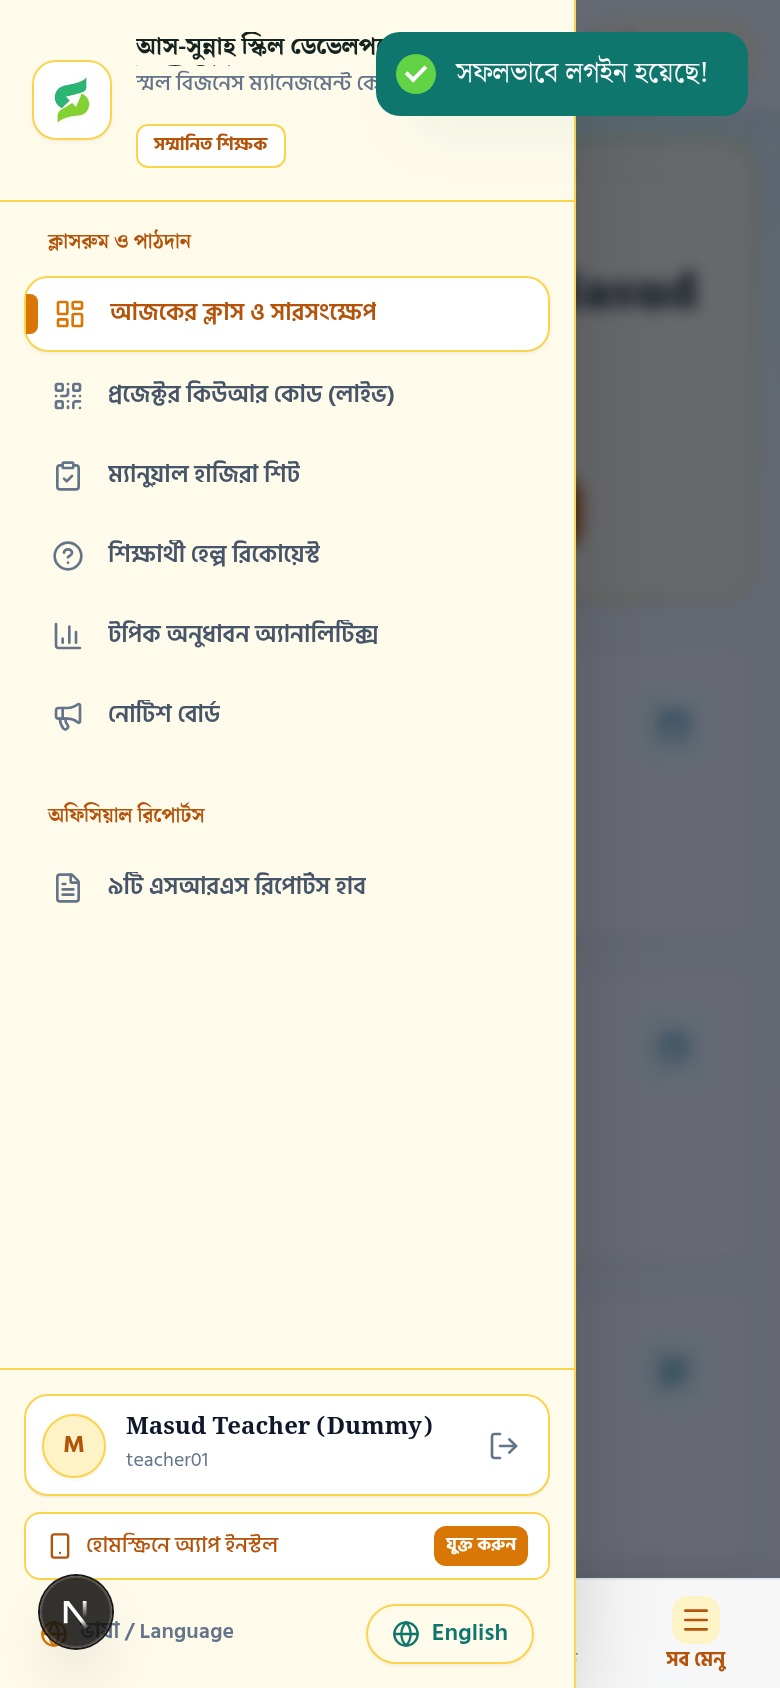 আস-সুন্নাহ স্কিল ডেভেলপ
স্মল বিজনেস ম্যানেজমেন্ট কে
সম্মানিত শিক্ষক
সফলভাবে লগইন হয়েছে!
ক্লাসরুম ও পাঠদান
আজকের ক্লাস ও সারসংক্ষেপ
প্রজেক্টর কিউআর কোড (লাইভ)
ম্যানুয়াল হাজিরা শিট
শিক্ষার্থী হেল্প রিকোয়েস্ট
টপিক অনুধাবন অ্যানালিটিক্স
নোটিশ বোর্ড
অফিসিয়াল রিপোর্টস
৯টি এসআরএস রিপোর্টস হাব
M
Masud Teacher (Dummy)
teacher01
হোমস্ক্রিনে অ্যাপ ইনস্টল
যুক্ত করুন
N
ভাষা / Language
English
সব মেনু